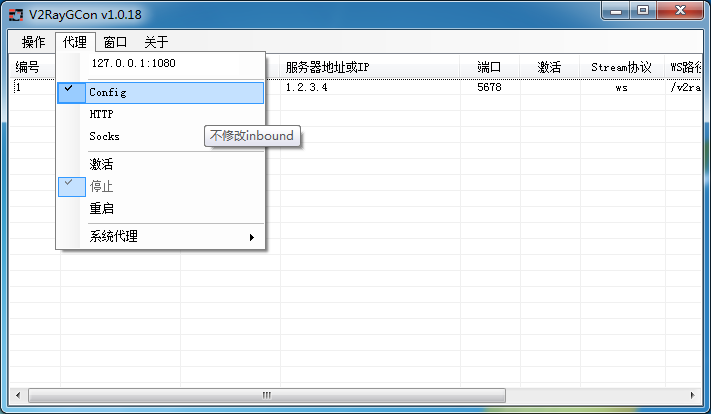 V2RayGCon v1.0.18
操作 代理 窗口 关于
编号 服务器地址或IP 端口 激活 Stream协议 WS路径
1 1.2.3.4 5678 ws /v2ra
127.0.0.1:1080
Config
HTTP
Socks
不修改inbound
激活
停止
重启
系统代理